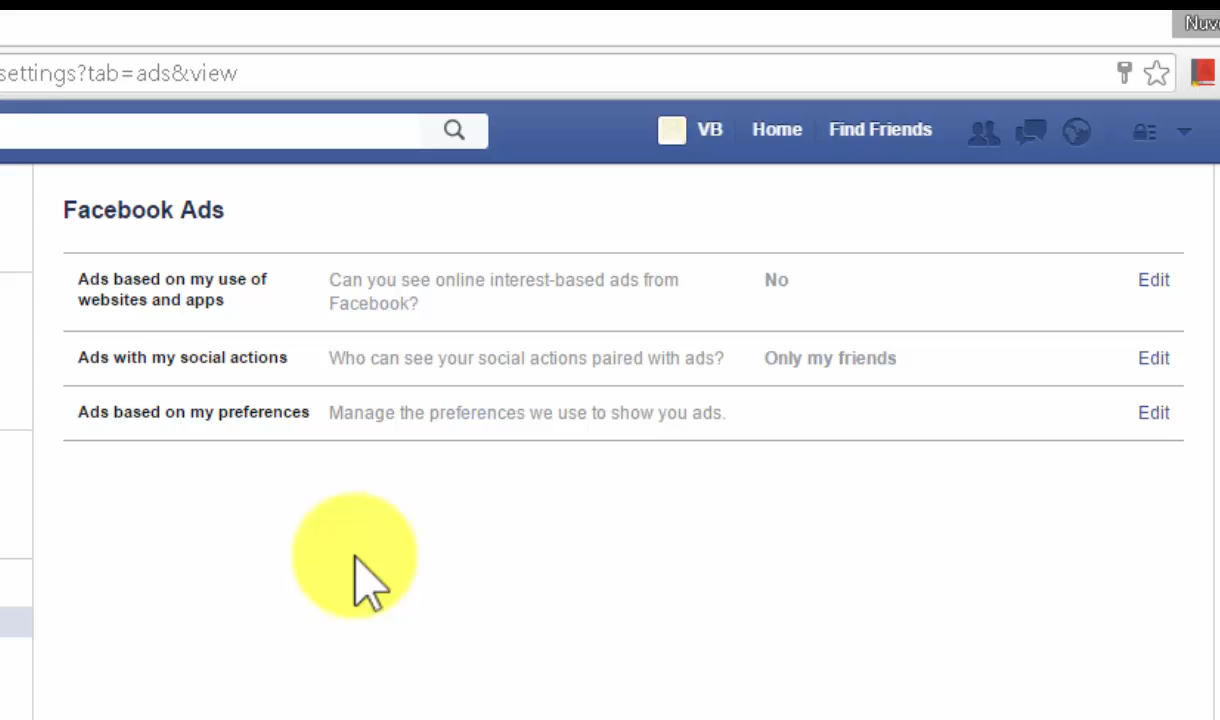 settings?tab=ads&view
VB Home Find Friends
Facebook Ads
Ads based on my use of
websites and apps
Can you see online interest-based ads from
Facebook?
No
Edit
Ads with my social actions
Who can see your social actions paired with ads?
Only my friends
Edit
Ads based on my preferences
Manage the preferences we use to show you ads.
Edit